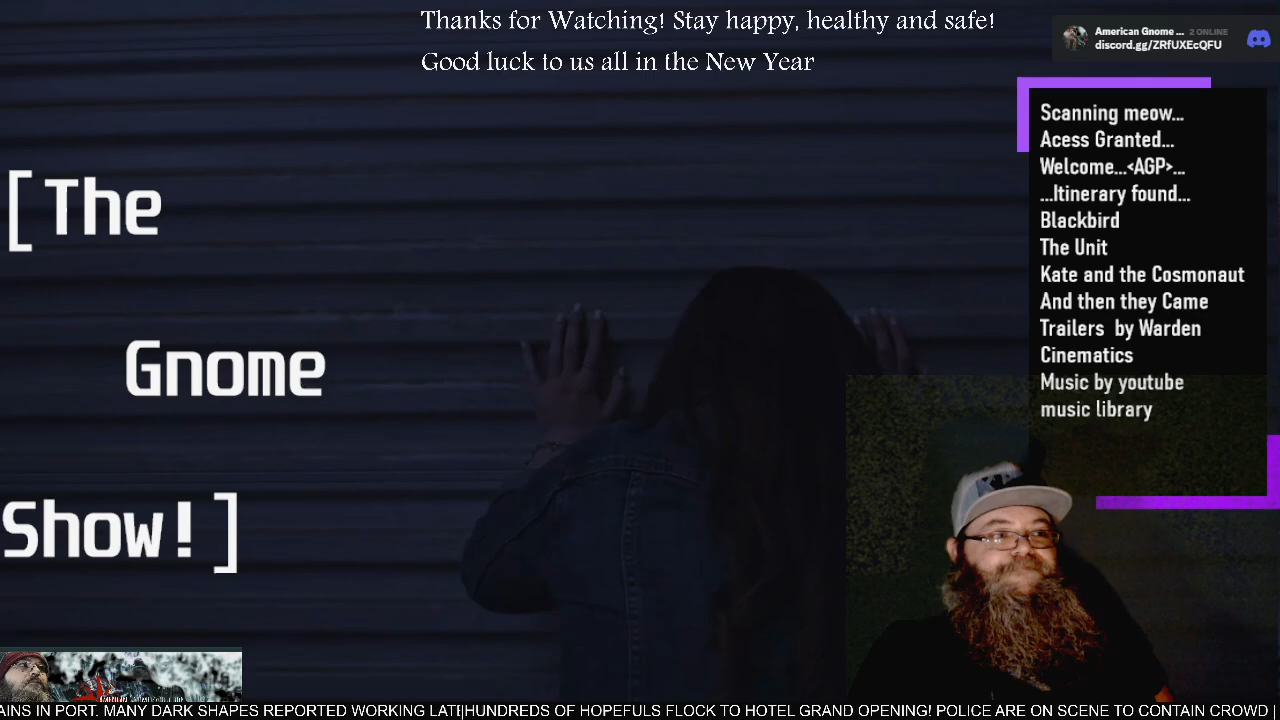 Thanks for Watching! Stay happy, healthy and safe!
Good luck to us all in the New Year
American Gnome ... 2 ONLINE
discord.gg/ZRfUXEcQFU
Scanning meow...
Acess Granted...
Welcome...<AGP>...
...Itinerary found...
Blackbird
The Unit
Kate and the Cosmonaut
And then they Came
Trailers by Warden
Cinematics
Music by youtube
music library
[The
Gnome
Show!]
AINS IN PORT. MANY DARK SHAPES REPORTED WORKING LATE|HUNDREDS OF HOPEFULS FLOCK TO HOTEL GRAND OPENING! POLICE ARE ON SCENE TO CONTAIN CROWD |